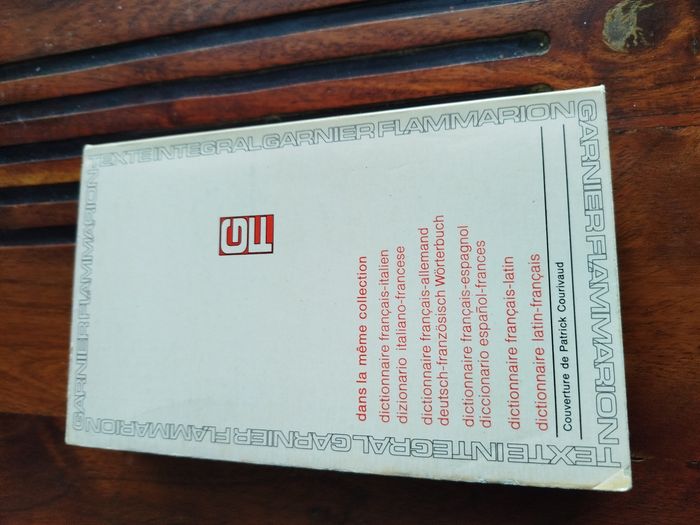 TEXTE INTEGRAL GARNIER FLAMMARION
GARNIER FLAMMARION
TEXTE INTEGRAL GARNIER FLAMMARION
GARNIER FLAMMARION
GF
dans la même collection
dictionnaire français-italien
dizionario italiano-francese
dictionnaire français-allemand
deutsch-französisch Wörterbuch
dictionnaire français-espagnol
diccionario español-frances
dictionnaire français-latin
dictionnaire latin-français
Couverture de Patrick Courivaud